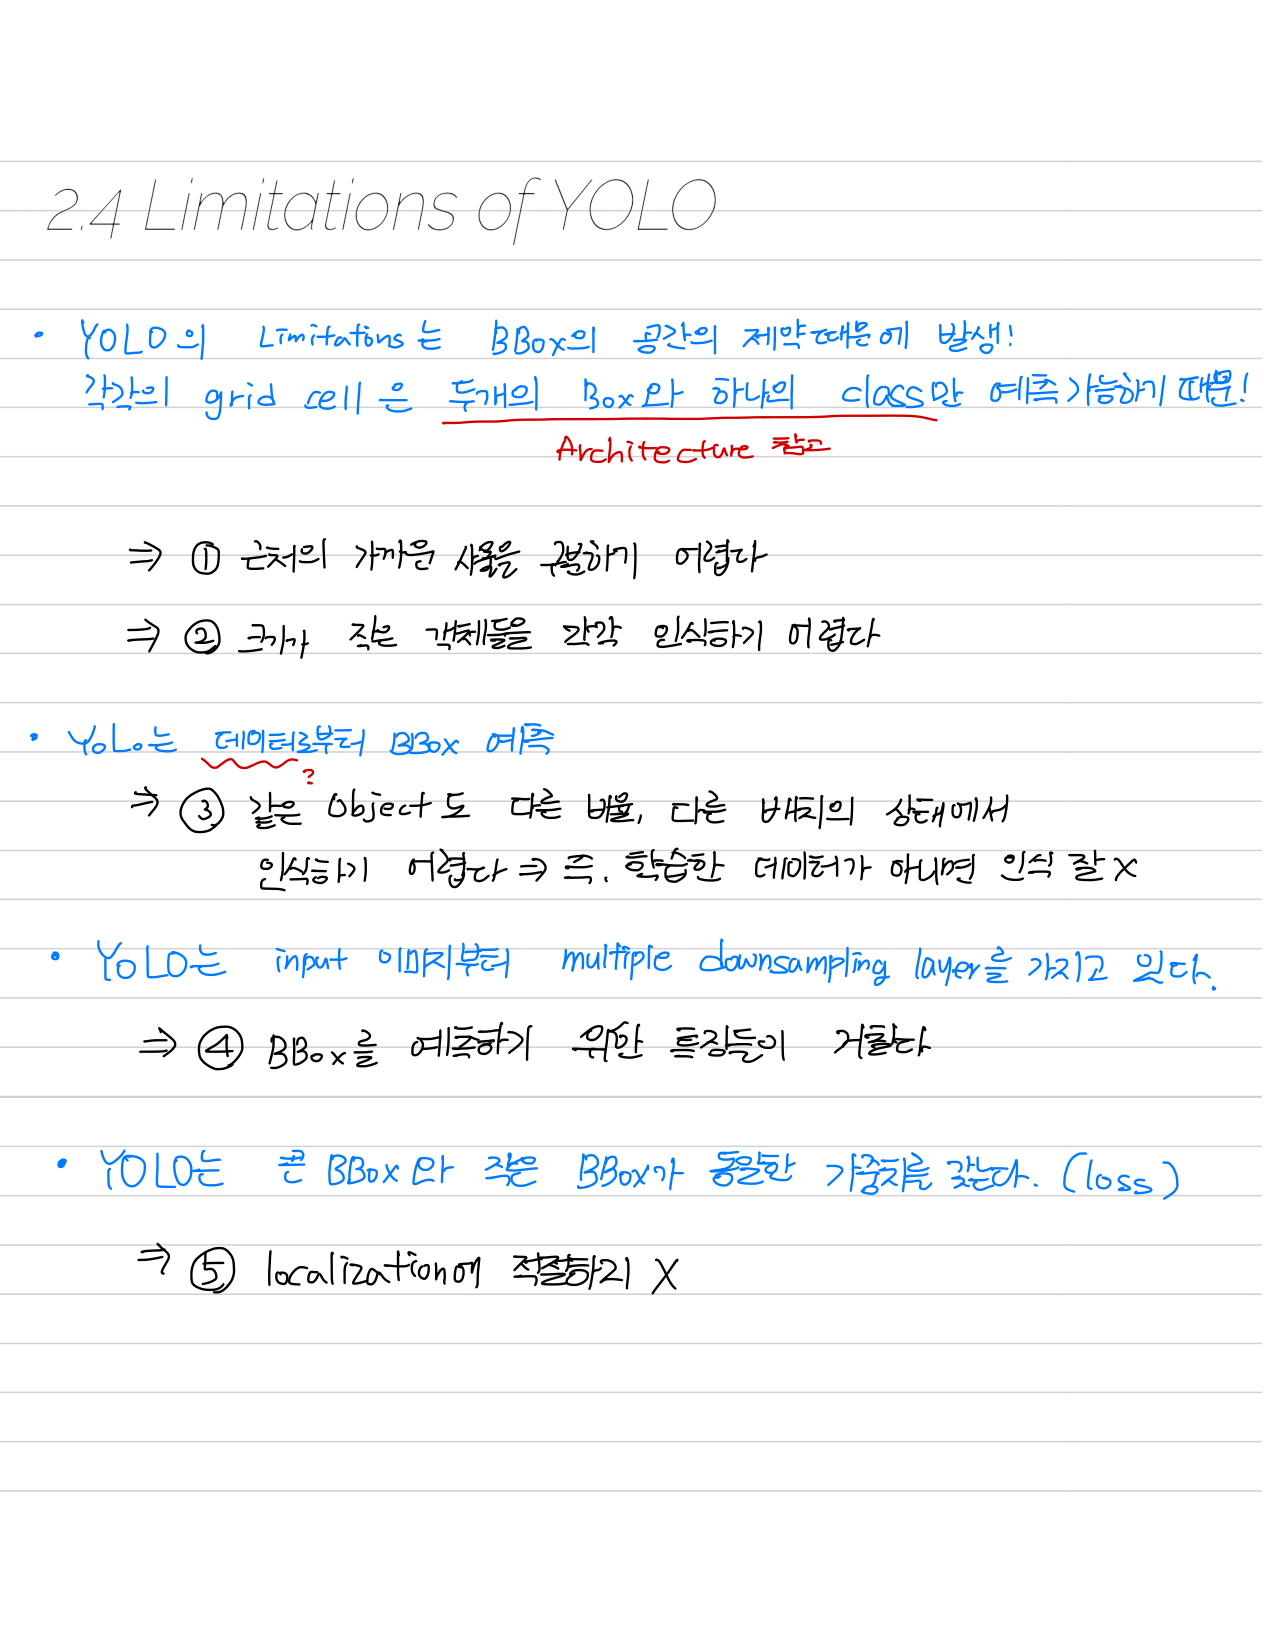 2.4 Limitations of YOLO
• YOLO의 Limitations는 BBox의 공간의 제약때문에 발생!
각각의 grid cell은 두개의 Box와 하나의 class만 예측가능하기 때문!
Architecture 참고
⇒ ① 근처의 가까운 사물을 구분하기 어렵다
⇒ ② 크기가 작은 객체들을 각각 인식하기 어렵다
• YOLO는 데이터로부터 BBox 예측
?
⇒ ③ 같은 Object도 다른 비율, 다른 배치의 상태에서
인식하기 어렵다 ⇒ 즉, 학습한 데이터가 아니면 인식 잘 X
• YOLO는 input 이미지부터 multiple downsampling layer를 가지고 있다.
⇒ ④ BBox를 예측하기 위한 특징들이 거칠다
• YOLO는 큰 BBox와 작은 BBox가 동일한 가중치를 갖는다. (loss)
⇒ ⑤ localization에 적절하지 X